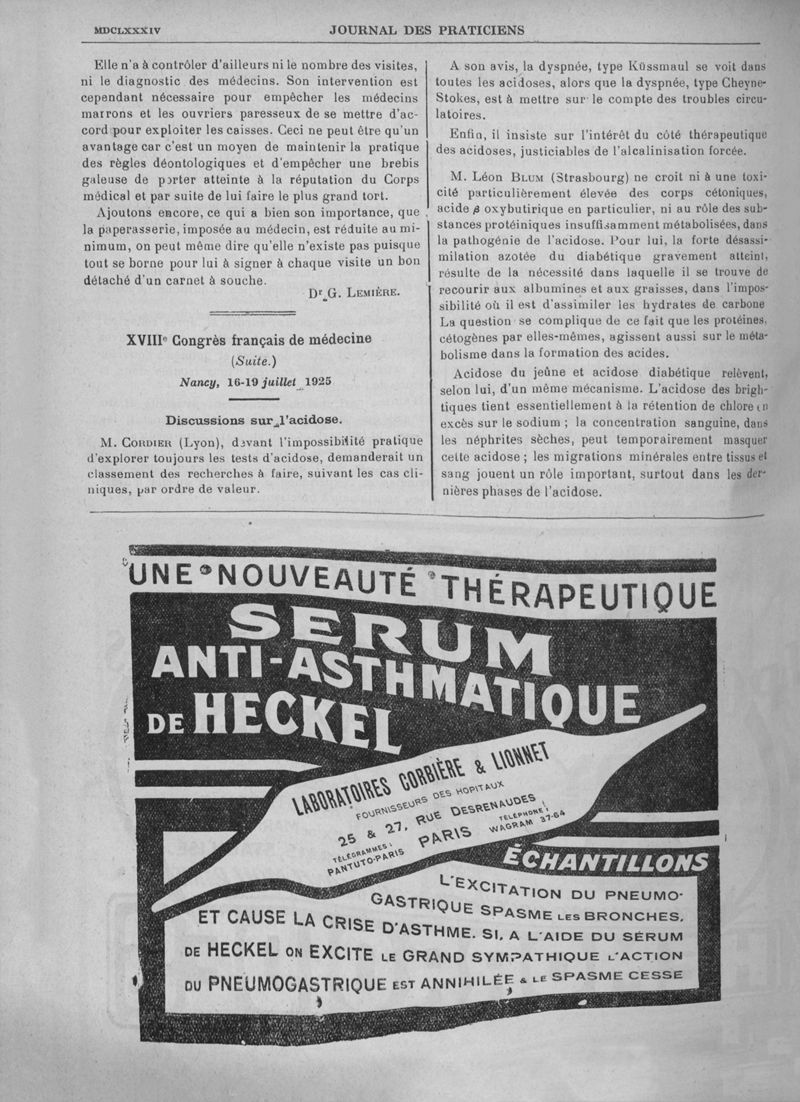 MDCLXXXIV
JOURNAL DES PRATICIENS
Elle n'a à contrôler d'ailleurs ni le nombre des visites,
ni le diagnostic des médecins. Son intervention est
cependant nécessaire pour empêcher les médecins
marrons et les ouvriers paresseux de se mettre d'ac-
cord pour exploiter les caisses. Ceci ne peut être qu'un
avantage car c'est un moyen de maintenir la pratique
des règles déontologiques et d'empêcher une brebis
galeuse de porter atteinte à la réputation du Corps
médical et par suite de lui faire le plus grand tort.
Ajoutons encore, ce qui a bien son importance, que
la paperasserie, imposée au médecin, est réduite au mi-
nimum, on peut même dire qu'elle n'existe pas puisque
tout se borne pour lui à signer à chaque visite un bon
détaché d'un carnet à souche.
Dr G. LEMIÈRE.
XVIIIe Congrès français de médecine
(Suite.)
Nancy, 16-19 juillet 1925
Discussions sur l'acidose.
M. CORDIER (Lyon), devant l'impossibilité pratique
d'explorer toujours les tests d'acidose, demanderait un
classement des recherches à faire, suivant les cas cli-
niques, par ordre de valeur.
A son avis, la dyspnée, type Küssmaul se voit dans
toutes les acidoses, alors que la dyspnée, type Cheyne-
Stokes, est à mettre sur le compte des troubles circu-
latoires.
Enfin, il insiste sur l'intérêt du côté thérapeutique
des acidoses, justiciables de l'alcalinisation forcée.
M. Léon BLUM (Strasbourg) ne croit ni à une toxi-
cité particulièrement élevée des corps cétoniques,
acide β oxybutirique en particulier, ni au rôle des sub-
stances protéiniques insuffisamment métabolisées, dans
la pathogénie de l'acidose. Pour lui, la forte désassi-
milation azotée du diabétique gravement atteint,
résulte de la nécessité dans laquelle il se trouve de
recourir aux albumines et aux graisses, dans l'impos-
sibilité où il est d'assimiler les hydrates de carbone
La question se complique de ce fait que les protéines,
cétogènes par elles-mêmes, agissent aussi sur le méta-
bolisme dans la formation des acides.
Acidose du jeûne et acidose diabétique relèvent,
selon lui, d'un même mécanisme. L'acidose des brigh-
tiques tient essentiellement à la rétention de chlore en
excès sur le sodium ; la concentration sanguine, dans
les néphrites sèches, peut temporairement masquer
cette acidose ; les migrations minérales entre tissus et
sang jouent un rôle important, surtout dans les der-
nières phases de l'acidose.
UNE NOUVEAUTÉ THÉRAPEUTIQUE
SERUM
ANTI-ASTHMATIQUE
DE HECKEL
LABORATOIRES CORBIÈRE & LIONNET
FOURNISSEURS DES HOPITAUX
25 & 27, RUE DESRENAUDES
TÉLÉGRAMMES :
PANTUTO-PARIS
PARIS
TÉLÉPHONE :
WAGRAM 37-64
ÉCHANTILLONS
L'EXCITATION DU PNEUMO-
GASTRIQUE SPASME LES BRONCHES,
ET CAUSE LA CRISE D'ASTHME. SI, A L'AIDE DU SÉRUM
DE HECKEL ON EXCITE LE GRAND SYMPATHIQUE L'ACTION
DU PNEUMOGASTRIQUE EST ANNIHILÉE & LE SPASME CESSE